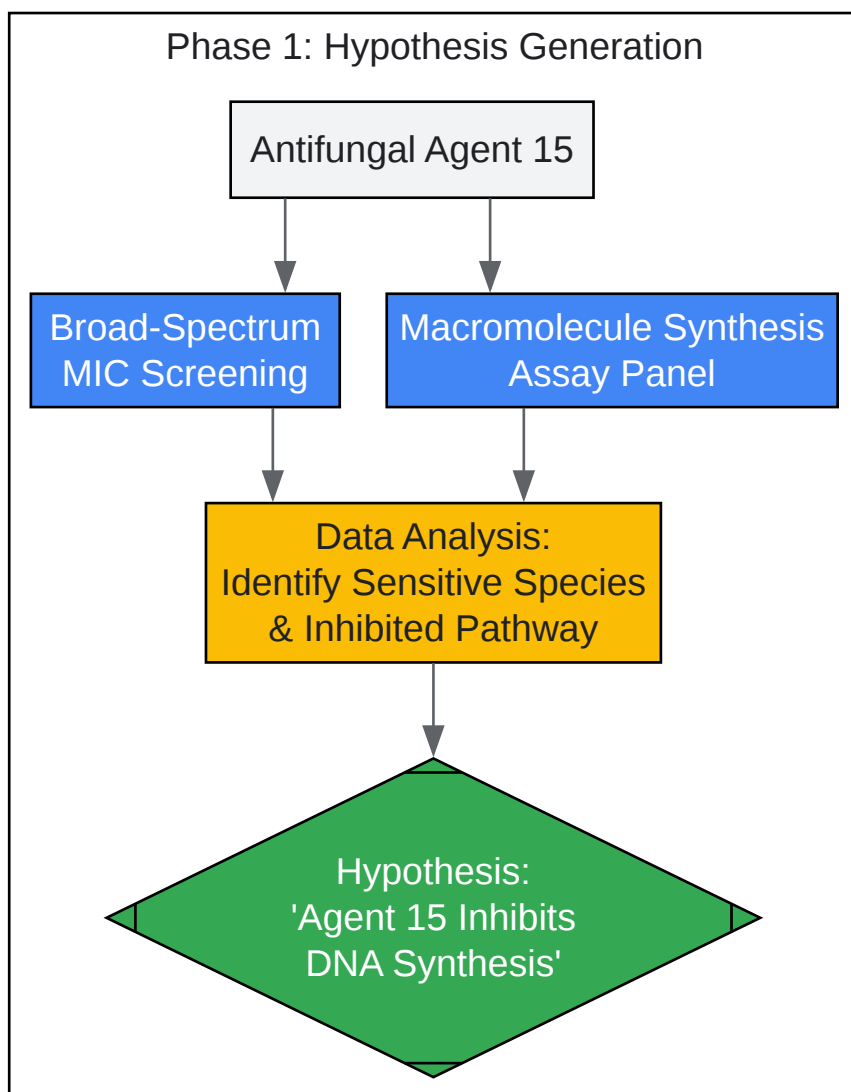 Phase 1: Hypothesis Generation
Antifungal Agent 15
Broad-Spectrum
MIC Screening
Macromolecule Synthesis
Assay Panel
Data Analysis:
Identify Sensitive Species
& Inhibited Pathway
Hypothesis:
'Agent 15 Inhibits
DNA Synthesis'